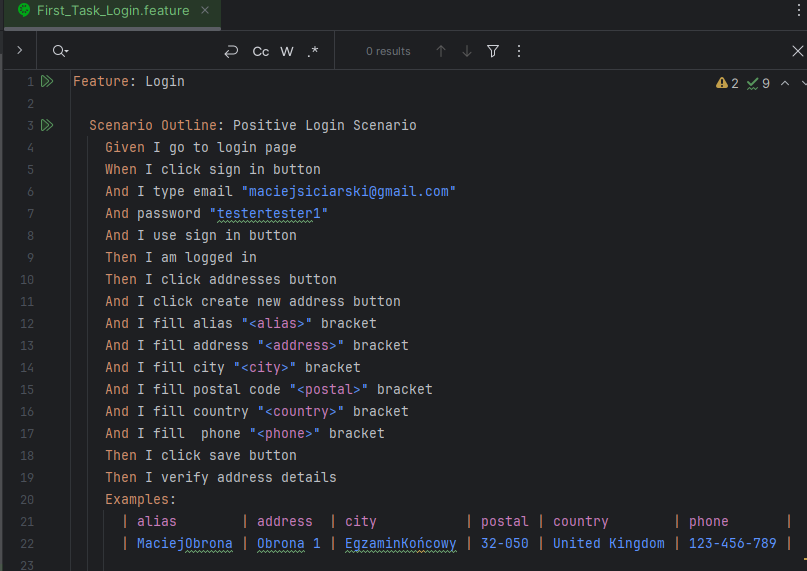 First_Task_Login.feature
Cc W .* 0 results
1 Feature: Login 2 9
2
3 Scenario Outline: Positive Login Scenario
4 Given I go to login page
5 When I click sign in button
6 And I type email "maciejsiciarski@gmail.com"
7 And password "testertester1"
8 And I use sign in button
9 Then I am logged in
10 Then I click addresses button
11 And I click create new address button
12 And I fill alias "<alias>" bracket
13 And I fill address "<address>" bracket
14 And I fill city "<city>" bracket
15 And I fill postal code "<postal>" bracket
16 And I fill country "<country>" bracket
17 And I fill  phone "<phone>" bracket
18 Then I click save button
19 Then I verify address details
20 Examples:
21 | alias | address | city | postal | country | phone |
22 | MaciejObrona | Obrona 1 | EgzaminKońcowy | 32-050 | United Kingdom | 123-456-789 |
23